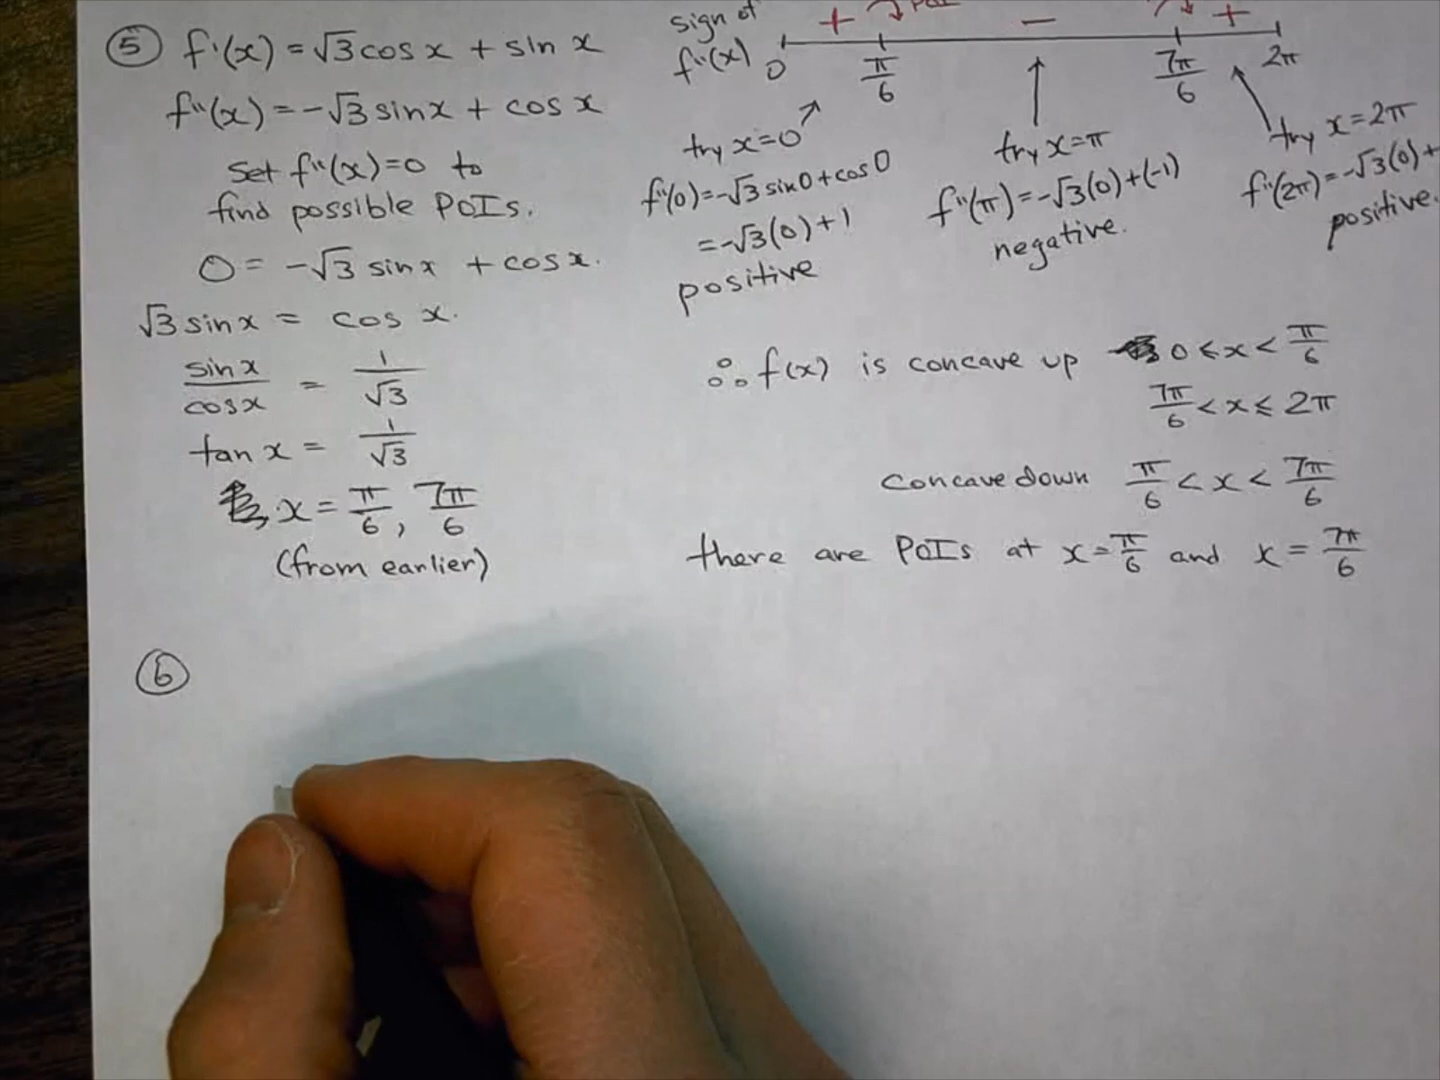 ⑤ f'(x) = √3 cos x + sin x
f''(x) = -√3 sin x + cos x
Set f''(x) = 0 to
find possible POIs.
0 = -√3 sin x + cos x.
√3 sin x = cos x.
sin x / cos x = 1/√3
tan x = 1/√3
x = π/6, 7π/6
(from earlier)
sign of
f''(x)
+ − +
0 π/6 7π/6 2π
try x=0
f''(0) = -√3 sin 0 + cos 0
= -√3(0)+1
positive
try x=π
f''(π) = -√3(0)+(-1)
negative.
try x=2π
f''(2π) = -√3(0)+
positive.
∴ f(x) is concave up 0 ≤ x < π/6
7π/6 < x ≤ 2π
concave down π/6 < x < 7π/6
there are POIs at x = π/6 and x = 7π/6
⑥